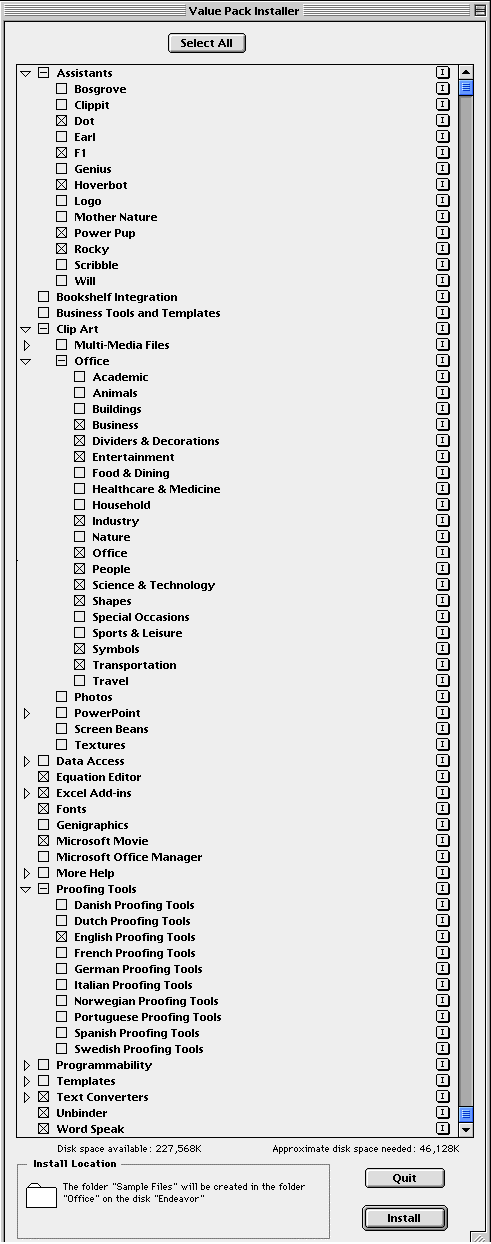 Value Pack Installer
Select All
Assistants
Bosgrove
Clippit
Dot
Earl
F1
Genius
Hoverbot
Logo
Mother Nature
Power Pup
Rocky
Scribble
Will
Bookshelf Integration
Business Tools and Templates
Clip Art
Multi-Media Files
Office
Academic
Animals
Buildings
Business
Dividers & Decorations
Entertainment
Food & Dining
Healthcare & Medicine
Household
Industry
Nature
Office
People
Science & Technology
Shapes
Special Occasions
Sports & Leisure
Symbols
Transportation
Travel
Photos
PowerPoint
Screen Beans
Textures
Data Access
Equation Editor
Excel Add-ins
Fonts
Genigraphics
Microsoft Movie
Microsoft Office Manager
More Help
Proofing Tools
Danish Proofing Tools
Dutch Proofing Tools
English Proofing Tools
French Proofing Tools
German Proofing Tools
Italian Proofing Tools
Norwegian Proofing Tools
Portuguese Proofing Tools
Spanish Proofing Tools
Swedish Proofing Tools
Programmability
Templates
Text Converters
Unbinder
Word Speak
Disk space available: 227,568K Approximate disk space needed: 46,128K
Install Location
The folder "Sample Files" will be created in the folder
"Office" on the disk "Endeavor"
Quit
Install